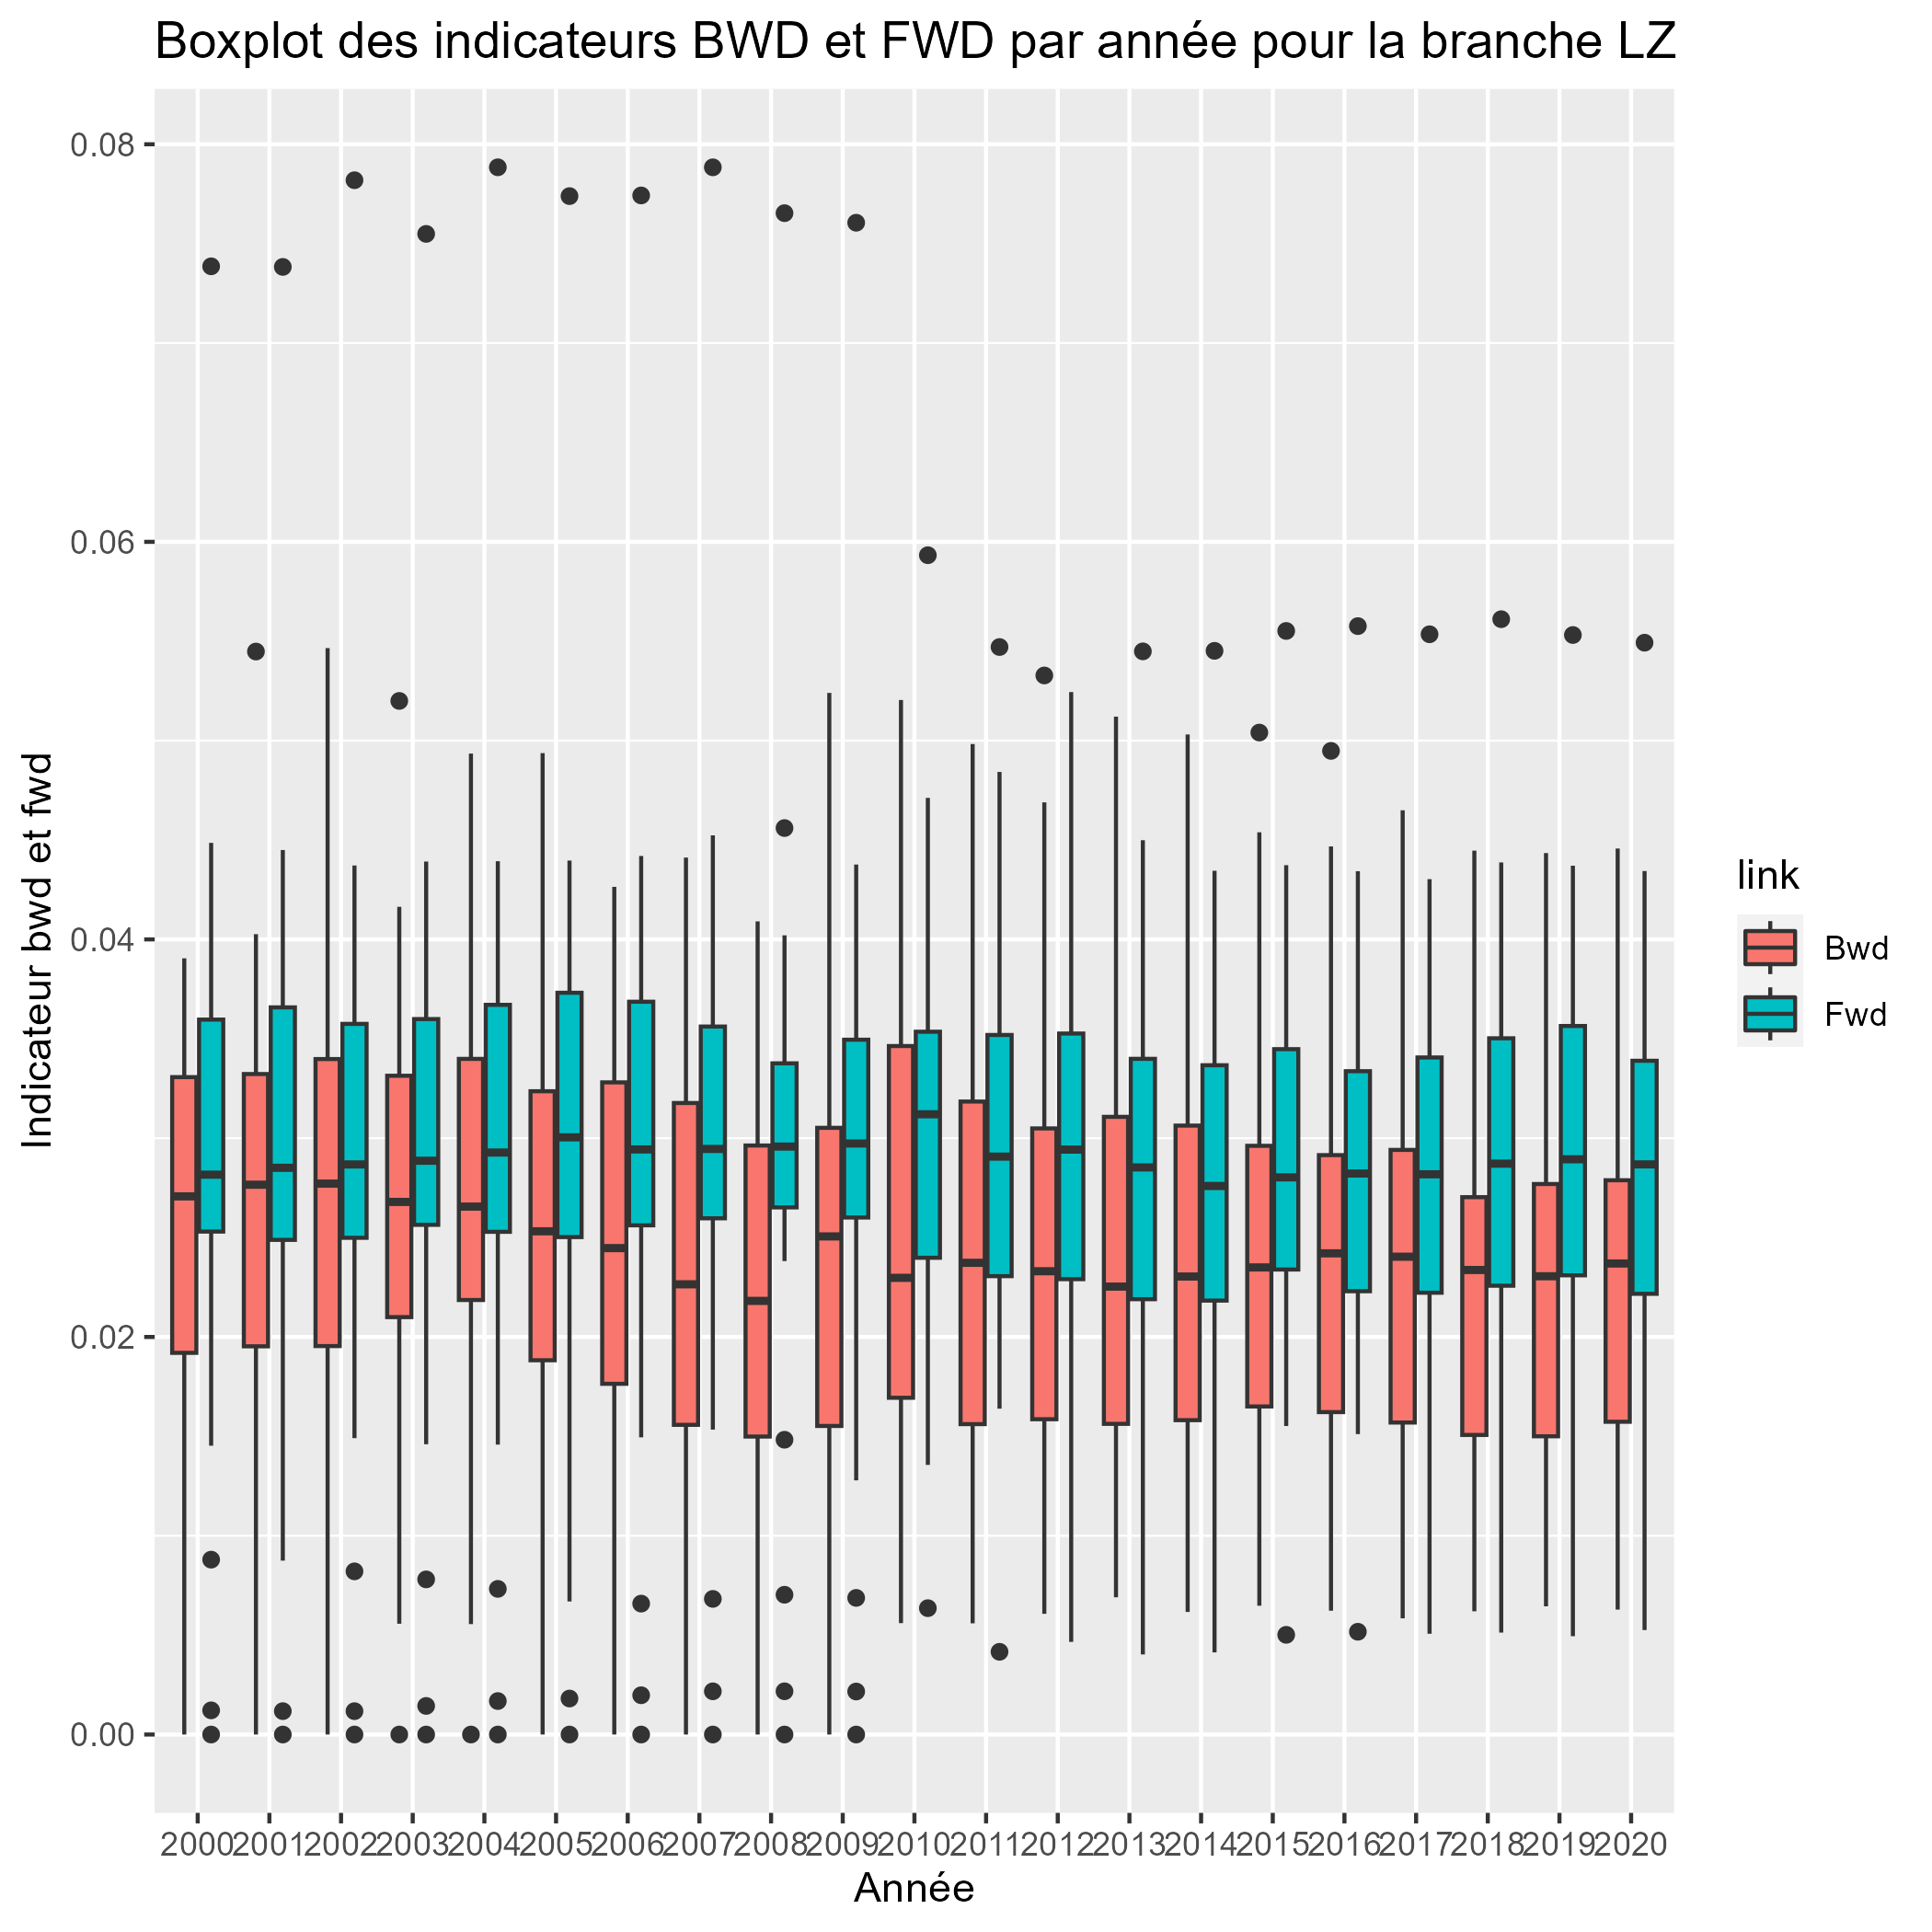 Boxplot des indicateurs BWD et FWD par année pour la branche LZ
0.08
0.06
0.04
0.02
0.00
Indicateur bwd et fwd
2000 2001 2002 2003 2004 2005 2006 2007 2008 2009 2010 2011 2012 2013 2014 2015 2016 2017 2018 2019 2020
Année
link
Bwd
Fwd